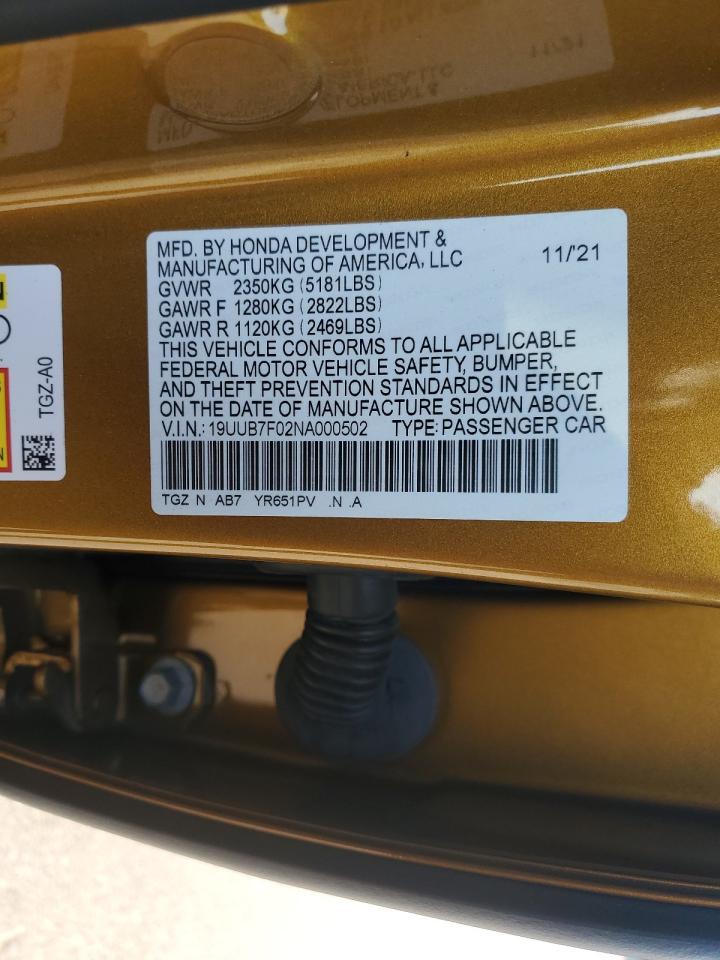 MFD. BY HONDA DEVELOPMENT &
MANUFACTURING OF AMERICA, LLC 11/'21
GVWR 2350KG (5181LBS)
GAWR F 1280KG (2822LBS)
GAWR R 1120KG (2469LBS)
THIS VEHICLE CONFORMS TO ALL APPLICABLE
FEDERAL MOTOR VEHICLE SAFETY, BUMPER,
AND THEFT PREVENTION STANDARDS IN EFFECT
ON THE DATE OF MANUFACTURE SHOWN ABOVE.
V.I.N.: 19UUB7F02NA000502 TYPE: PASSENGER CAR
TGZ N AB7 YR651PV .N .A
TGZ-A0